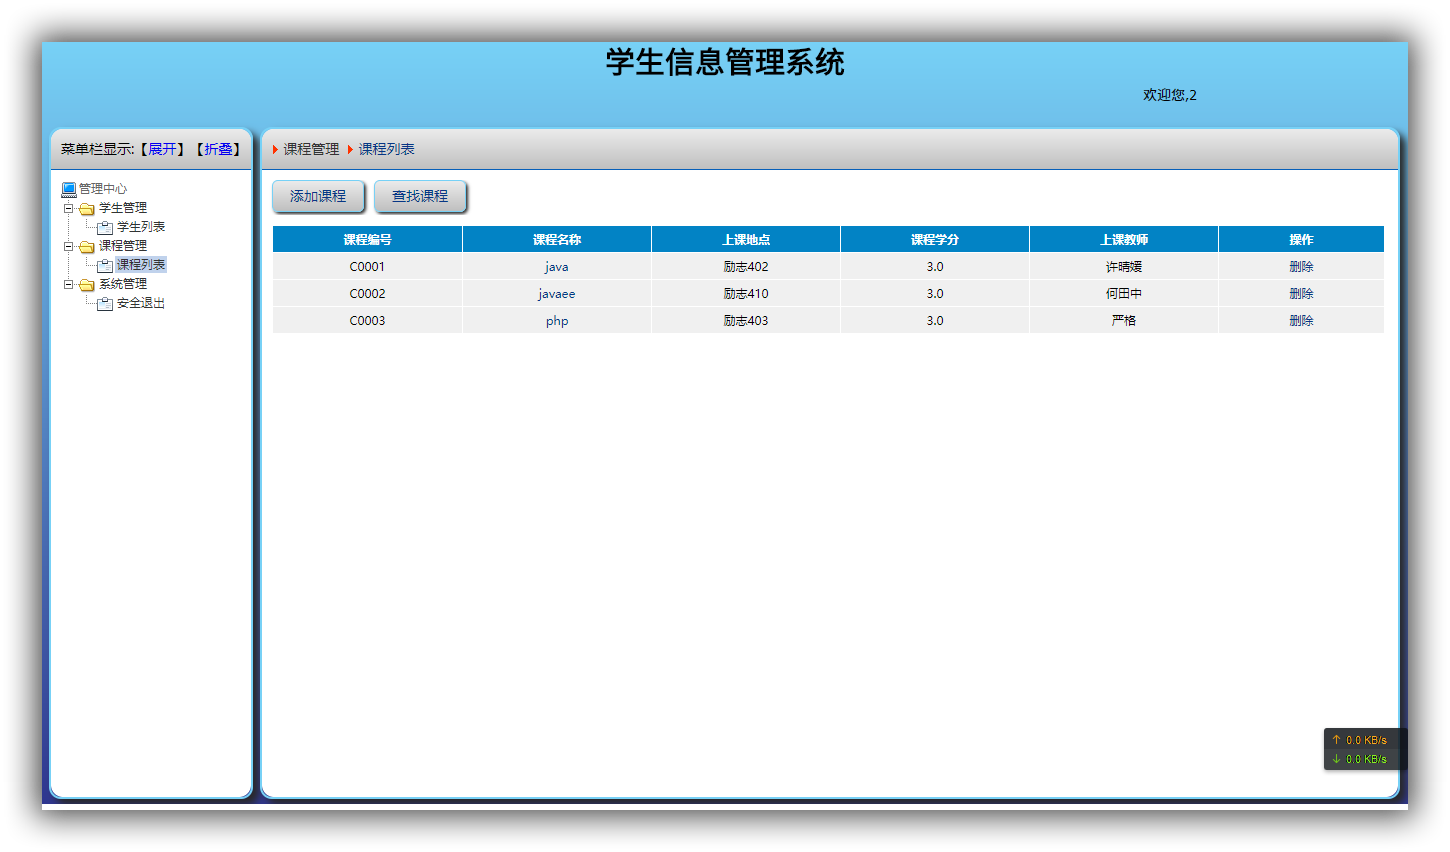 学生信息管理系统
欢迎您,2
菜单栏显示:【展开】【折叠】
管理中心
学生管理
学生列表
课程管理
课程列表
系统管理
安全退出
课程管理 课程列表
添加课程 查找课程
课程编号 课程名称 上课地点 课程学分 上课教师 操作
C0001 java 励志402 3.0 许晴媛 删除
C0002 javaee 励志410 3.0 何田中 删除
C0003 php 励志403 3.0 严格 删除
↑ 0.0 KB/s
↓ 0.0 KB/s